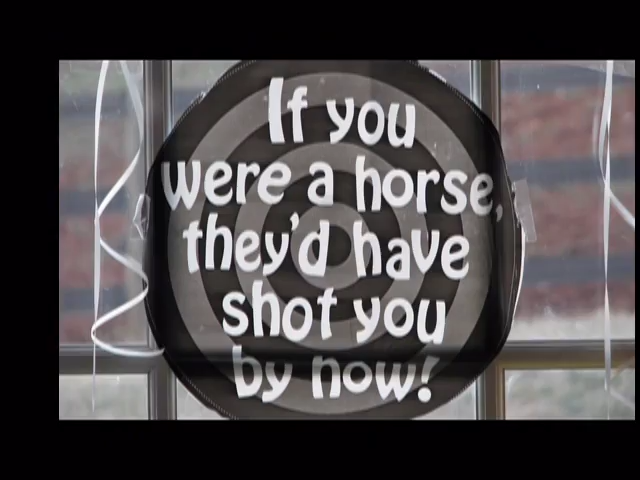 If you
were a horse,
they'd have
shot you
by now!